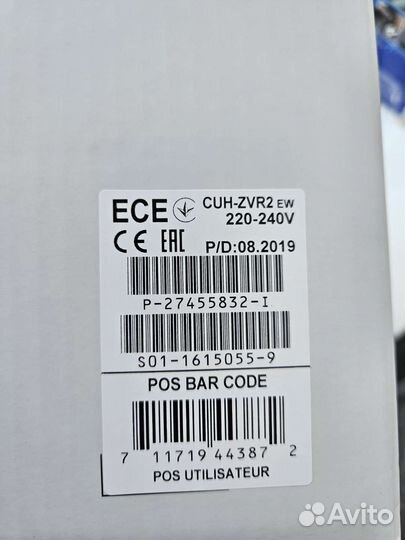 ECE CUH-ZVR2 EW
220-240V
CE EAC P/D:08.2019
P-27455832-I
S01-1615055-9
POS BAR CODE
7 11719 44387 2
POS UTILISATEUR
Avito